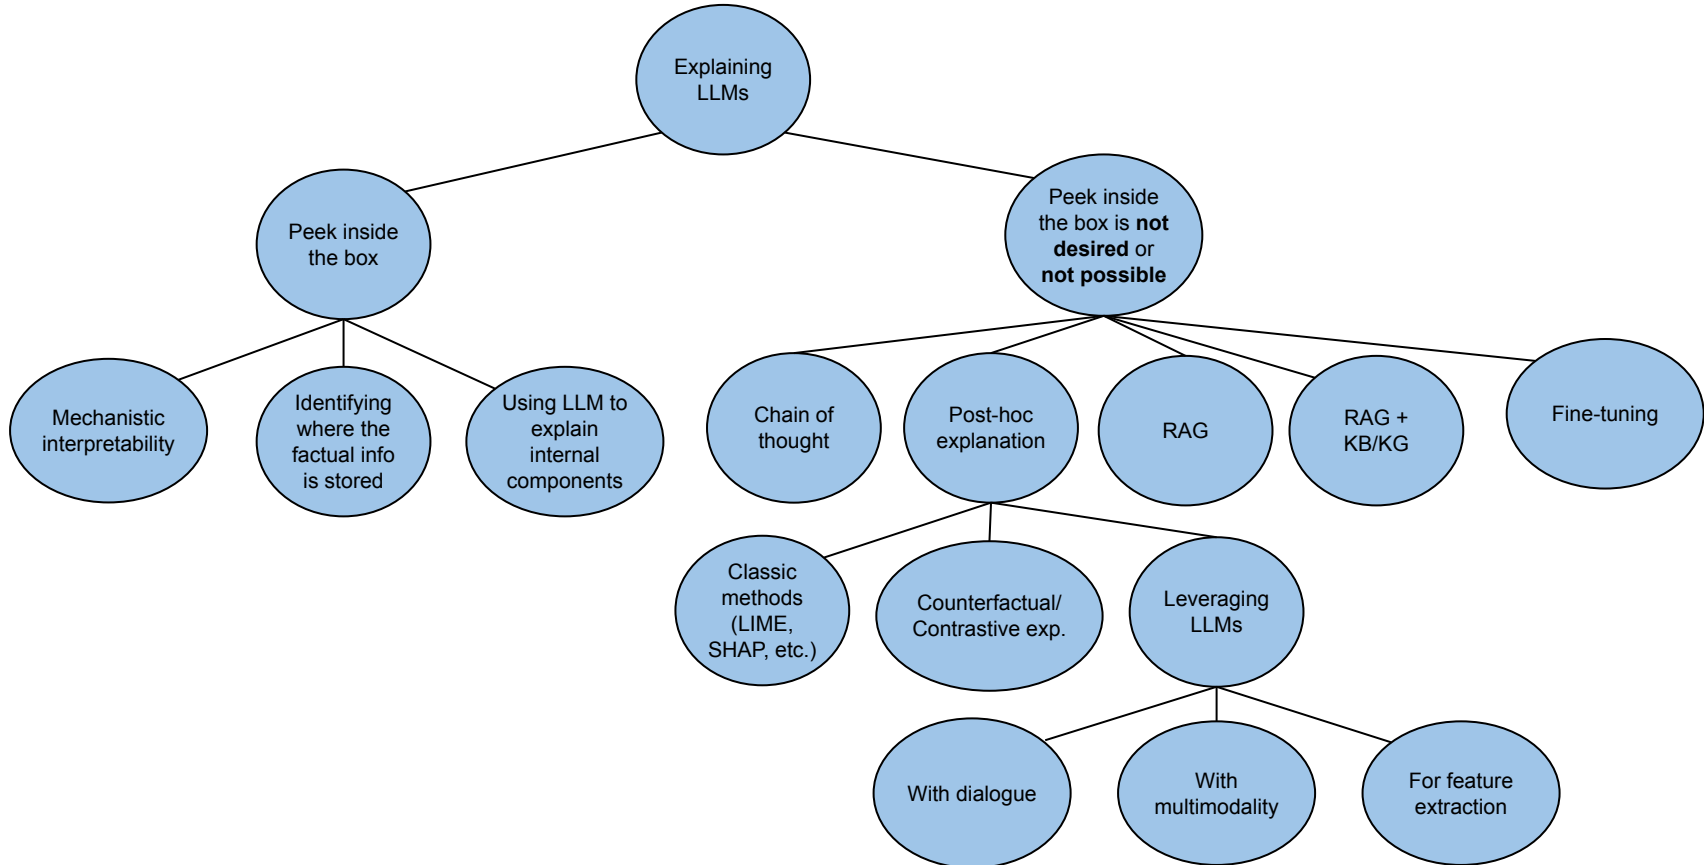 Explaining
LLMs
Peek inside
the box
Peek inside
the box is not
desired or
not possible
Mechanistic
interpretability
Identifying
where the
factual info
is stored
Using LLM to
explain
internal
components
Chain of
thought
Post-hoc
explanation
RAG
RAG +
KB/KG
Fine-tuning
Classic
methods
(LIME,
SHAP, etc.)
Counterfactual/
Contrastive exp.
Leveraging
LLMs
With dialogue
With
multimodality
For feature
extraction